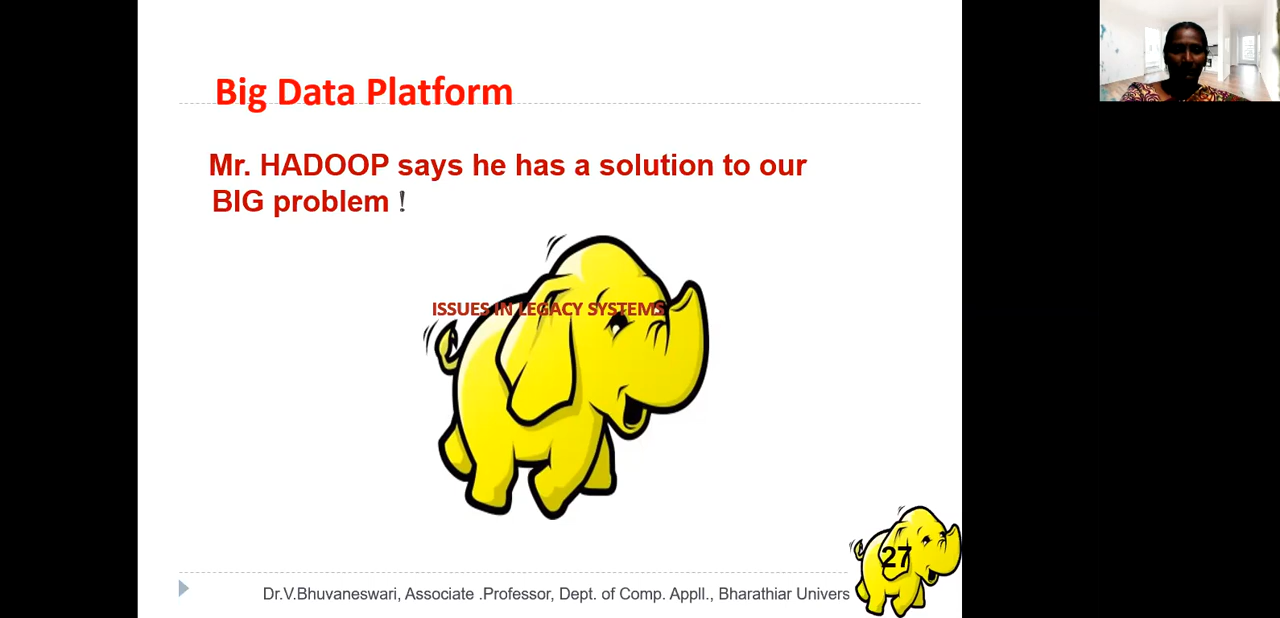 Big Data Platform
Mr. HADOOP says he has a solution to our
BIG problem !
ISSUES IN LEGACY SYSTEMS
27
Dr.V.Bhuvaneswari, Associate .Professor, Dept. of Comp. Appll., Bharathiar Univers